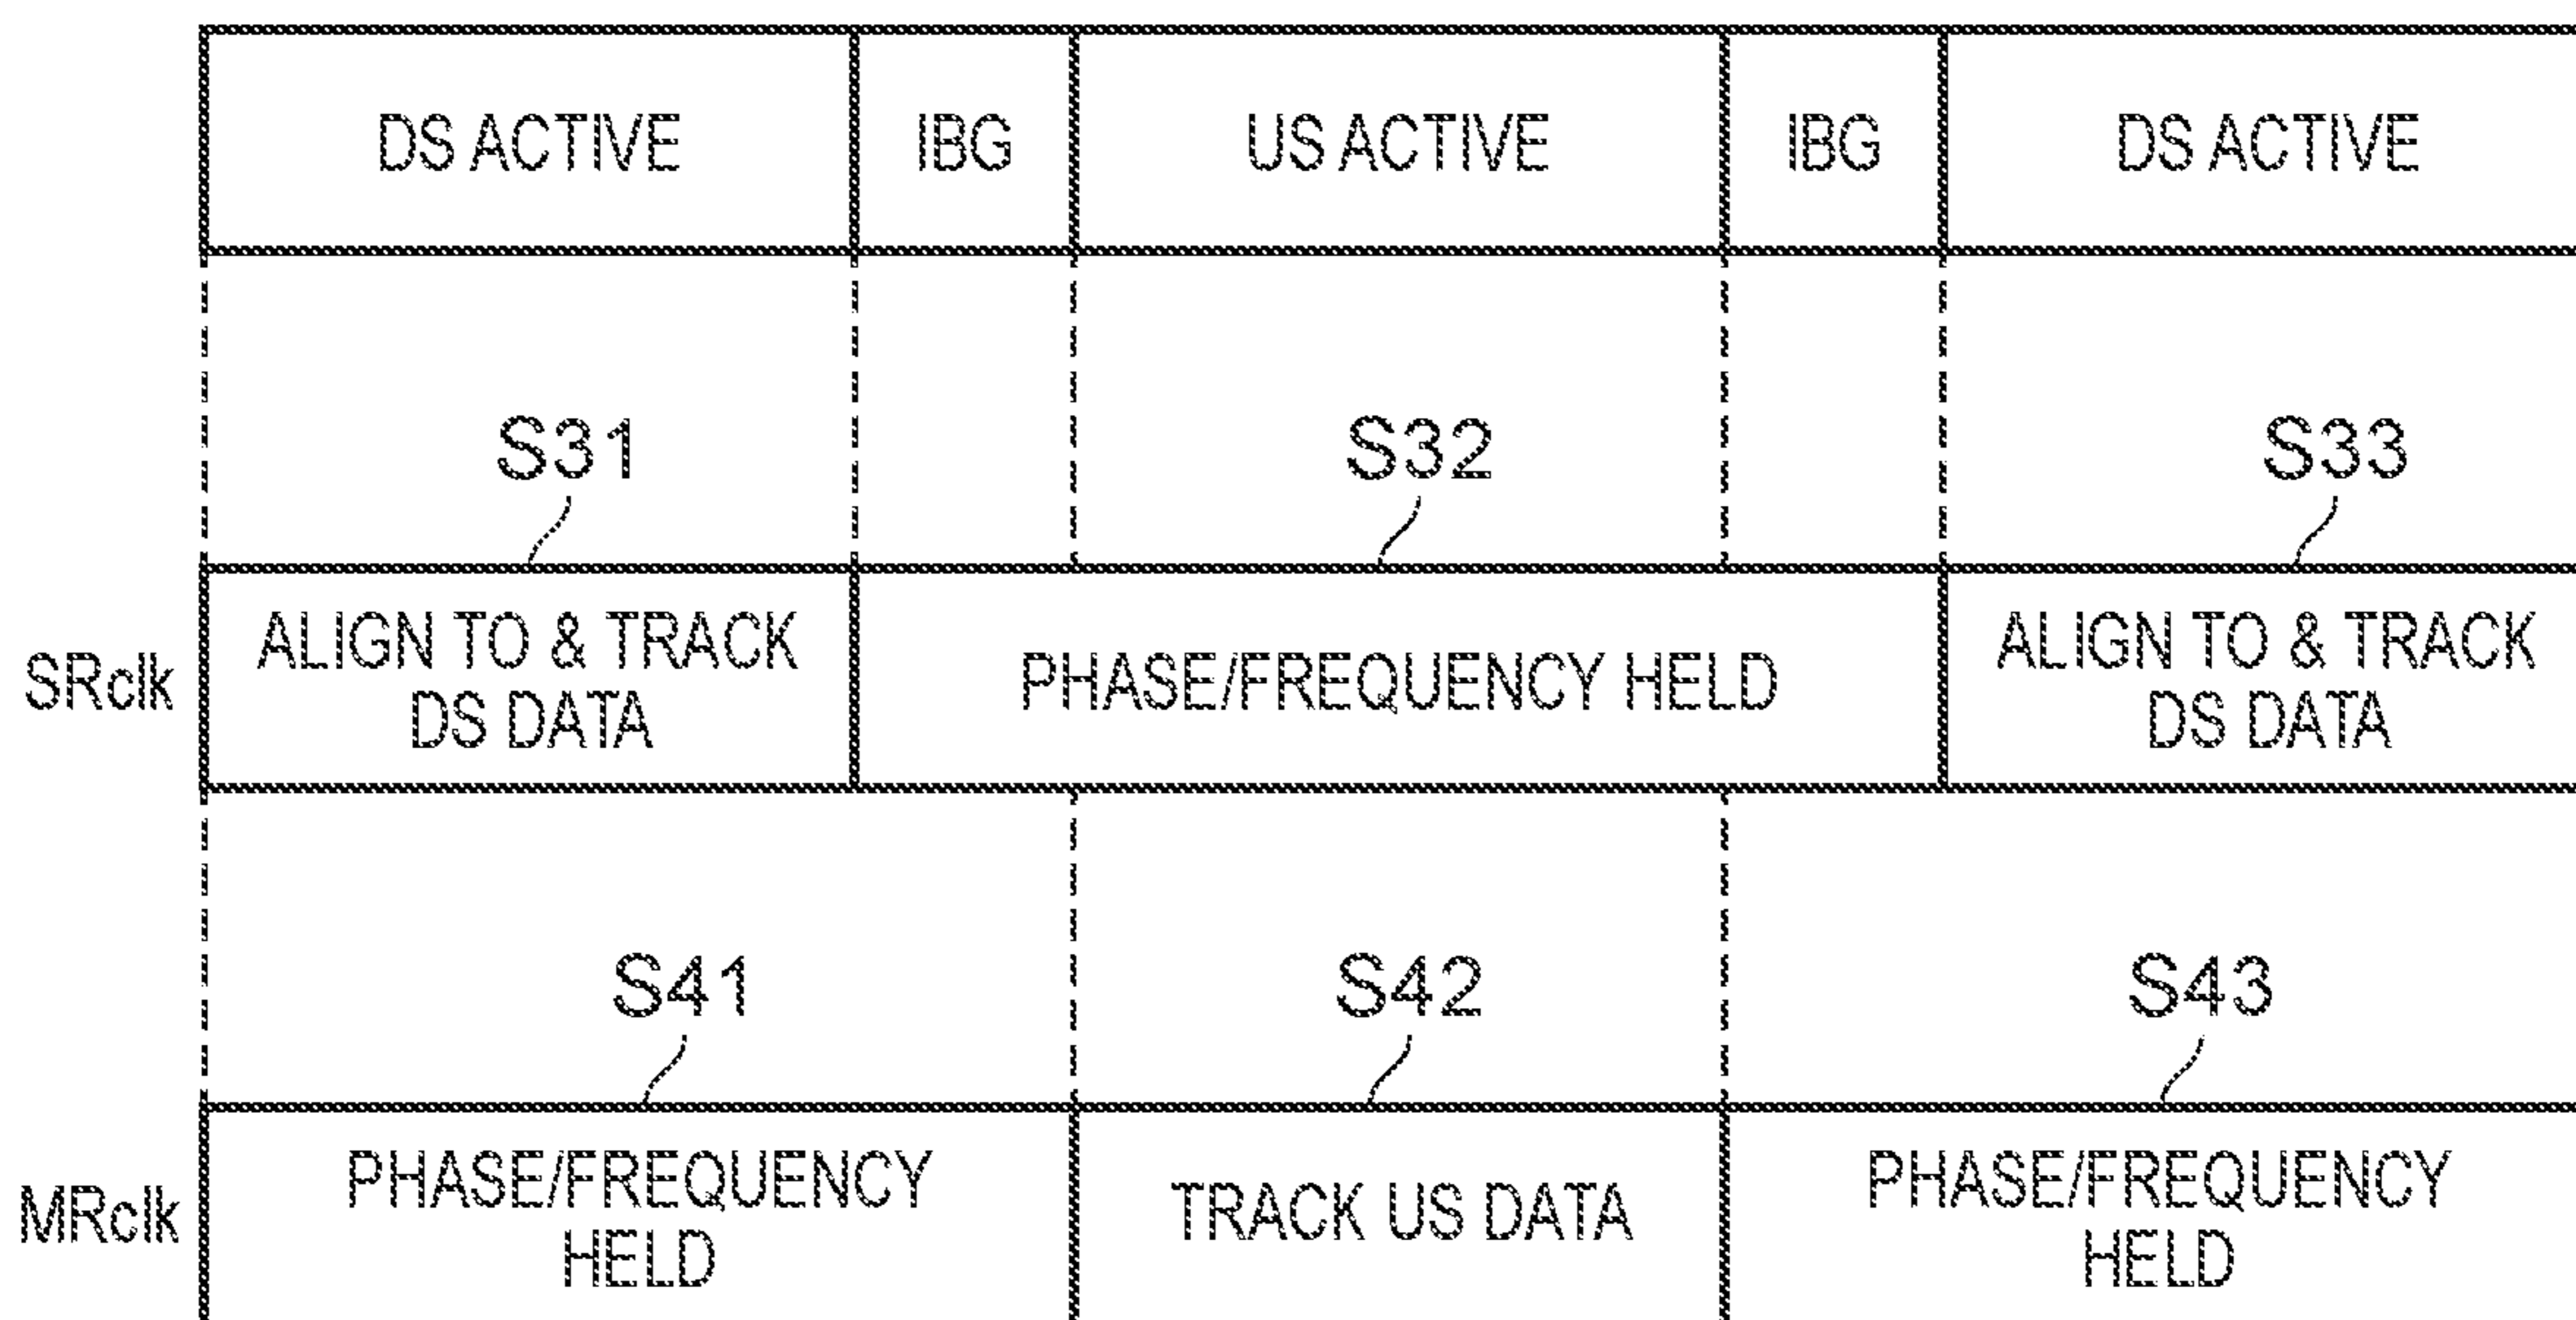 DS ACTIVE IBG US ACTIVE IBG DS ACTIVE
S31 S32 S33
SRclk
ALIGN TO & TRACK
DS DATA
PHASE/FREQUENCY HELD
ALIGN TO & TRACK
DS DATA
S41 S42 S43
MRclk
PHASE/FREQUENCY
HELD
TRACK US DATA
PHASE/FREQUENCY
HELD